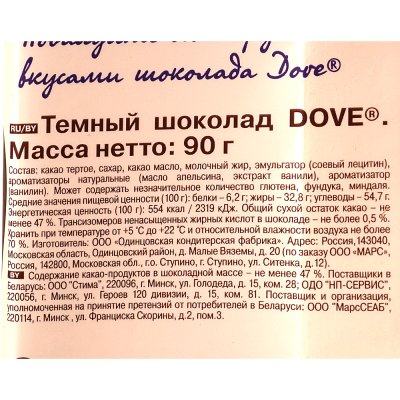 вкусами шоколада Dove®
RU/BY Темный шоколад DOVE®.
Масса нетто: 90 г
Состав: какао тертое, сахар, какао масло, молочный жир, эмульгатор (соевый лецитин),
ароматизаторы натуральные (масло апельсина, экстракт ванили), ароматизатор
(ванилин). Может содержать незначительное количество глютена, фундука, миндаля.
Средние значения пищевой ценности (100 г): белки – 6,2 г; жиры - 32,8 г; углеводы – 54,7 г.
Энергетическая ценность (100 г): 554 ккал / 2319 кДж. Общий сухой остаток какао – не
менее 47 %. Трансизомеров ненасыщенных жирных кислот в шоколаде – не более 0,5 %.
Хранить при температуре от +5°С до +22°С и относительной влажности воздуха не более
70 %. Изготовитель: ООО «Одинцовская кондитерская фабрика». Адрес: Россия,143040,
Московская область, Одинцовский район, д. Малые Вяземы, д. 20 (по заказу ООО «МАРС»,
Россия, 142800, Московская обл., г.о. Ступино, г. Ступино, ул. Ситенка, д.12).
BY Содержание какао-продуктов в шоколадной массе – не менее 47 %. Поставщики в
Беларусь: ООО "Стима", 220096, г. Минск, ул. Голодеда, д. 15, ком. 28; ОДО "НП-СЕРВИС",
220056, г. Минск, ул. Героев 120 дивизии, д. 15, ком. 81. Поставщик и организация,
уполномоченная на принятие претензий от потребителей в Беларуси: ООО "МарсСЕАБ",
220114, г. Минск, ул. Франциска Скорины, д.2, пом.3.